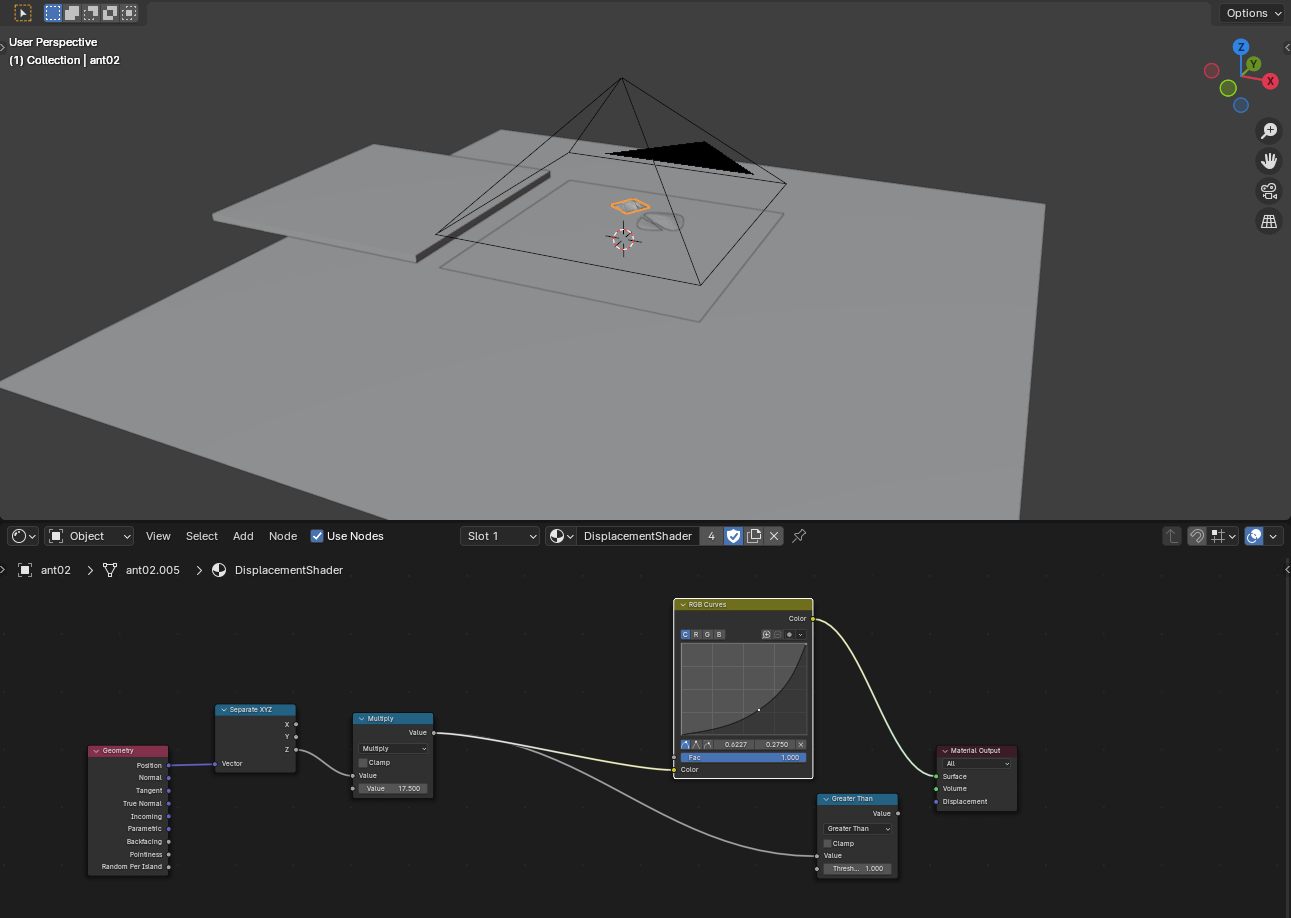 Options
User Perspective
(1) Collection | ant02
Z
Y
X
Object
View
Select
Add
Node
Use Nodes
Slot 1
DisplacementShader
4
ant02
ant02.005
DisplacementShader
RGB Curves
Color
C R G B
0.6227 0.2750
Fac 1.000
Color
Separate XYZ
X
Y
Z
Vector
Multiply
Value
Multiply
Clamp
Value
Value 17.500
Geometry
Position
Normal
Tangent
True Normal
Incoming
Parametric
Backfacing
Pointiness
Random Per Island
Material Output
All
Surface
Volume
Displacement
Greater Than
Value
Greater Than
Clamp
Value
Thresh... 1.000